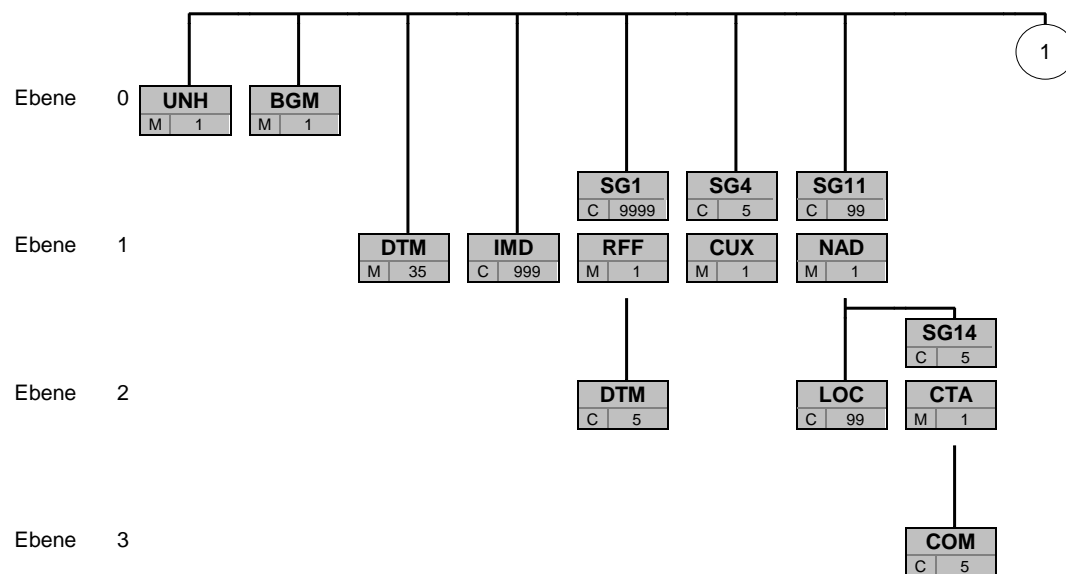 1
Ebene 0 UNH BGM
M 1 M 1
SG1 SG4 SG11
C 9999 C 5 C 99
Ebene 1 DTM IMD RFF CUX NAD
M 35 C 999 M 1 M 1 M 1
SG14
C 5
Ebene 2 DTM LOC CTA
C 5 C 99 M 1
Ebene 3 COM
C 5